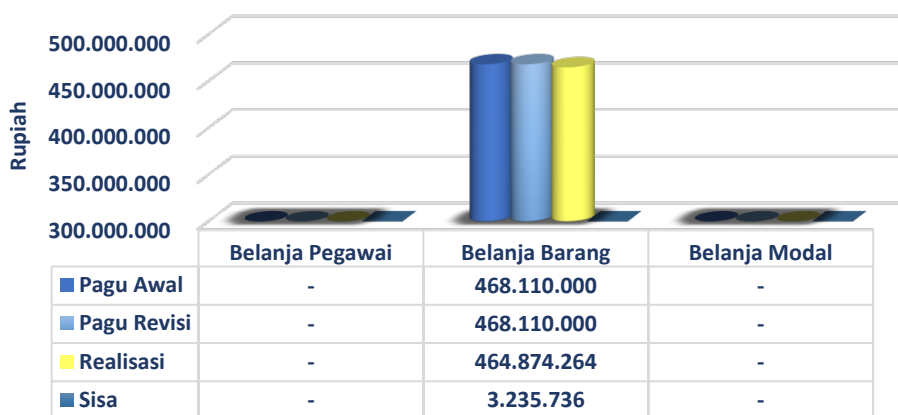 Rupiah
500.000.000
450.000.000
400.000.000
350.000.000
300.000.000
Belanja Pegawai Belanja Barang Belanja Modal
Pagu Awal - 468.110.000 -
Pagu Revisi - 468.110.000 -
Realisasi - 464.874.264 -
Sisa - 3.235.736 -